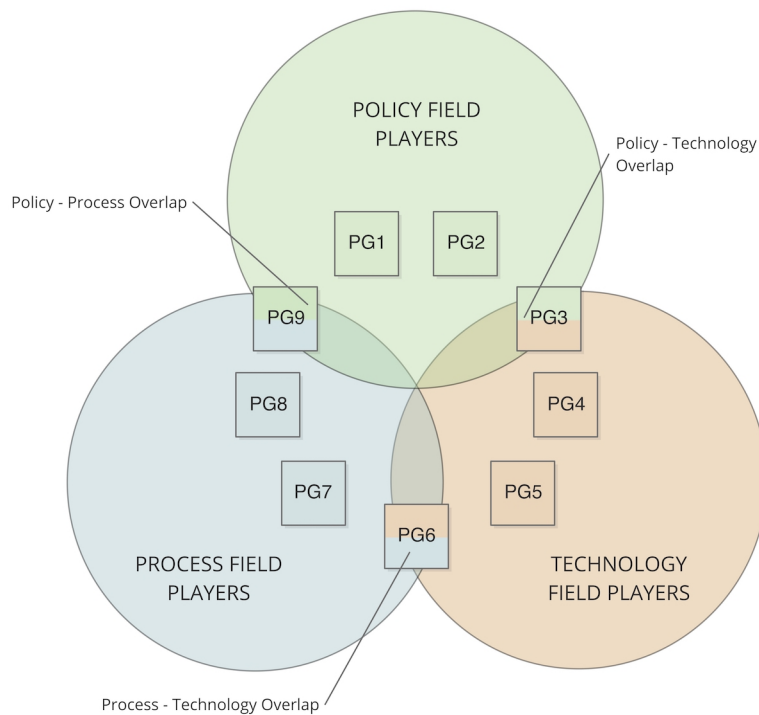 POLICY FIELD
PLAYERS
Policy - Technology
Overlap
Policy - Process Overlap
PG1
PG2
PG9
PG3
PG8
PG4
PG7
PG5
PG6
PROCESS FIELD
PLAYERS
TECHNOLOGY
FIELD PLAYERS
Process - Technology Overlap